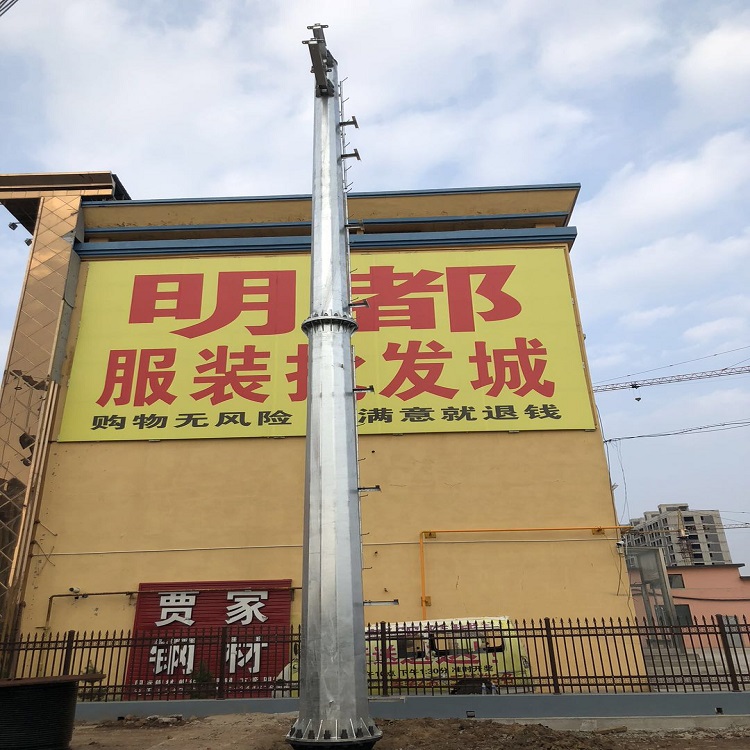 明都
服装批发城
购物无风险 满意就退钱
贾家
钢材